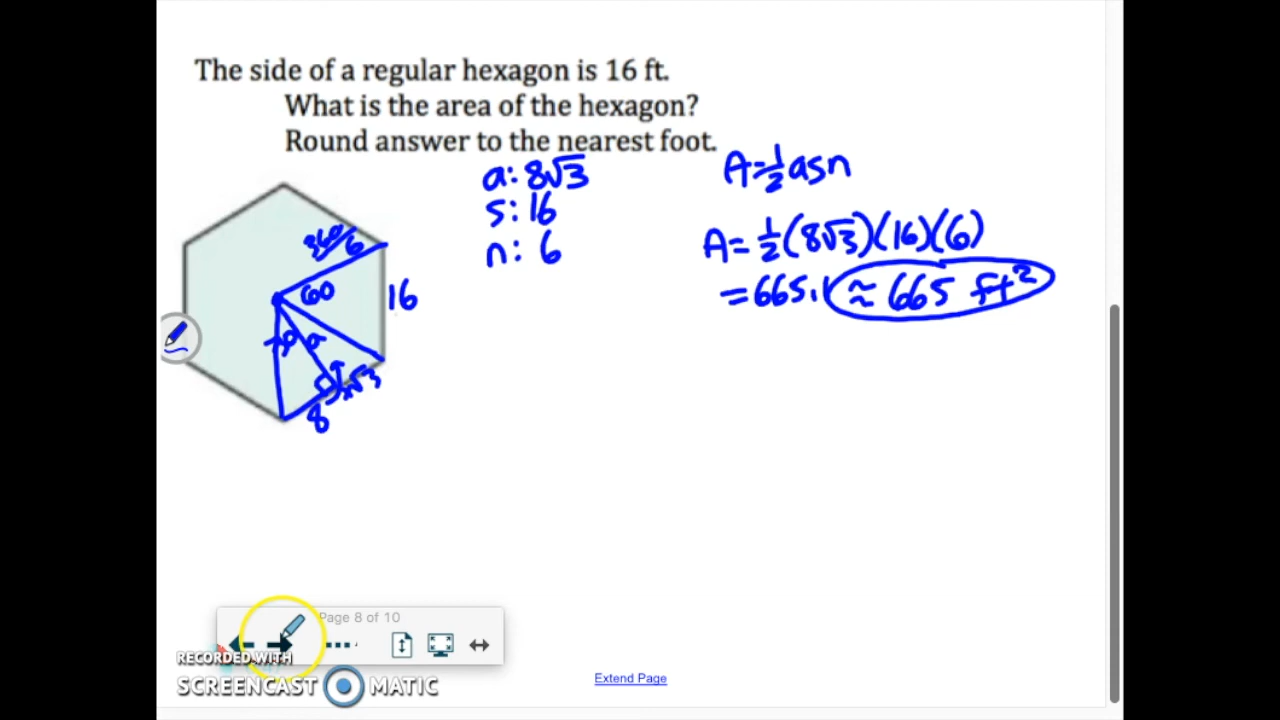 The side of a regular hexagon is 16 ft.
What is the area of the hexagon?
Round answer to the nearest foot.
a: 8√3
s: 16
n: 6
A=½asn
A=½(8√3)(16)(6)
=665.1 ≈ 665 ft²
360/6
60
16
30
a
8√3
8
Page 8 of 10
RECORDED WITH
SCREENCAST MATIC
Extend Page